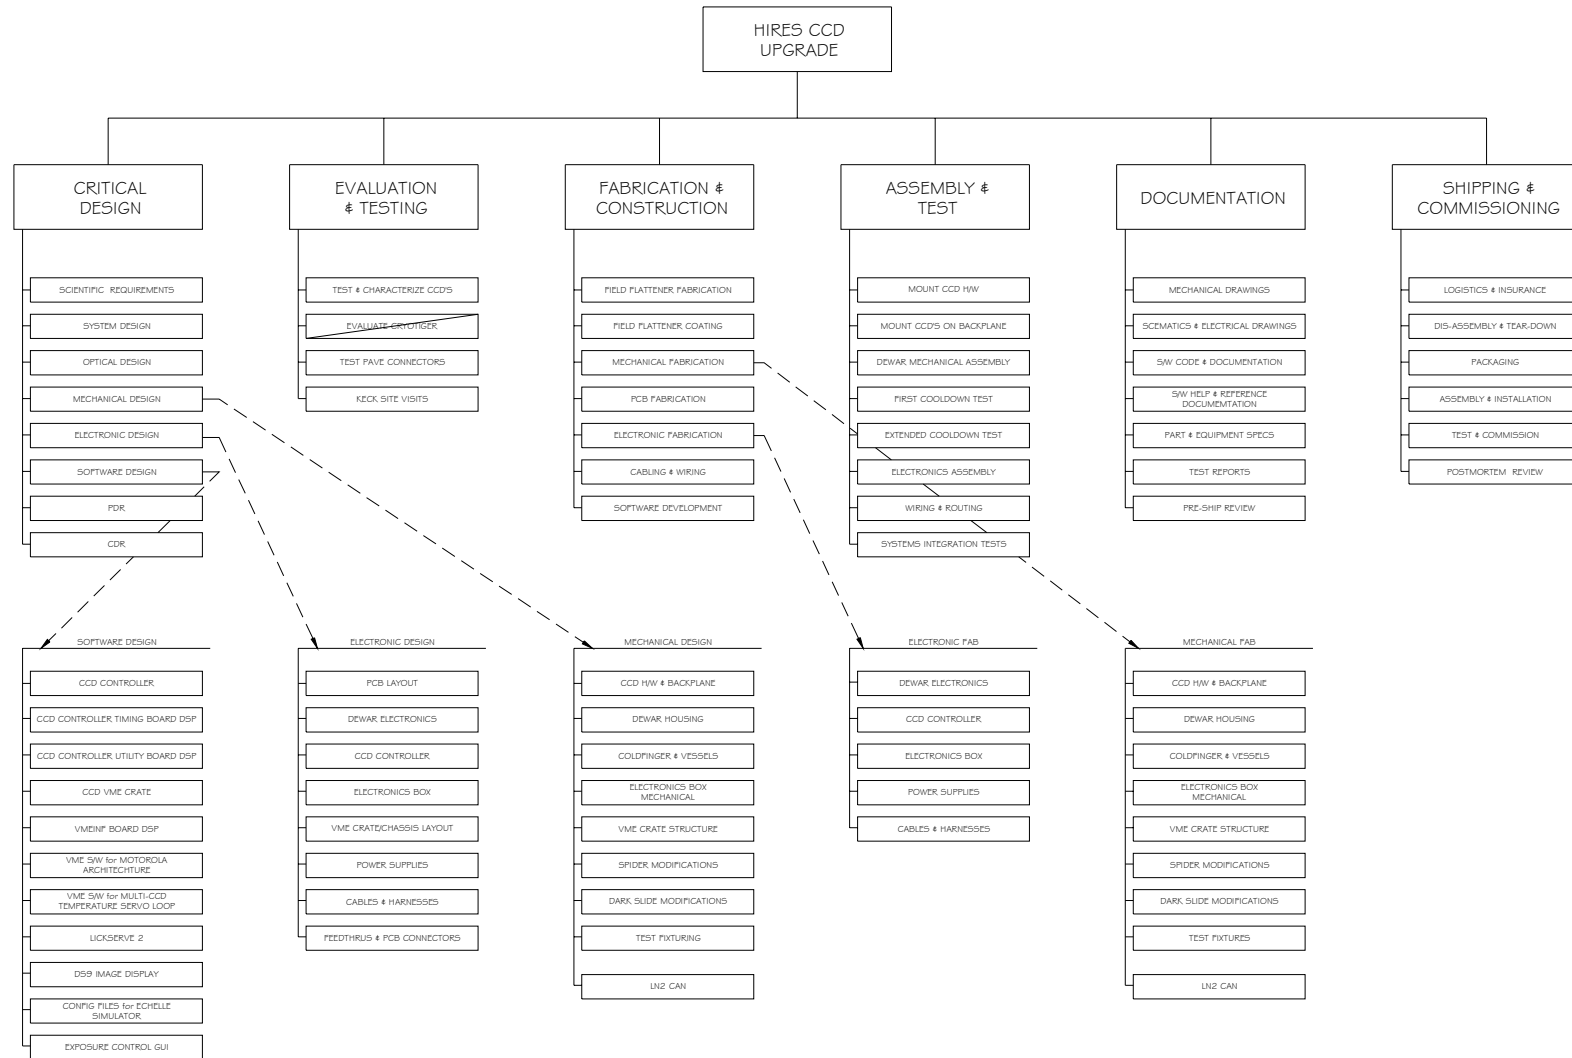 HIRES CCD
UPGRADE
CRITICAL
DESIGN
SCIENTIFIC REQUIREMENTS
SYSTEM DESIGN
OPTICAL DESIGN
MECHANICAL DESIGN
ELECTRONIC DESIGN
SOFTWARE DESIGN
PDR
CDR
EVALUATION
& TESTING
TEST & CHARACTERIZE CCD'S
EVALUATE CRYOTIGER
TEST PAVE CONNECTORS
KECK SITE VISITS
FABRICATION &
CONSTRUCTION
FIELD FLATTENER FABRICATION
FIELD FLATTENER COATING
MECHANICAL FABRICATION
PCB FABRICATION
ELECTRONIC FABRICATION
CABLING & WIRING
SOFTWARE DEVELOPMENT
ASSEMBLY &
TEST
MOUNT CCD H/W
MOUNT CCD'S ON BACKPLANE
DEWAR MECHANICAL ASSEMBLY
FIRST COOLDOWN TEST
EXTENDED COOLDOWN TEST
ELECTRONICS ASSEMBLY
WIRING & ROUTING
SYSTEMS INTEGRATION TESTS
DOCUMENTATION
MECHANICAL DRAWINGS
SCEMATICS & ELECTRICAL DRAWINGS
S/W CODE & DOCUMENTATION
S/W HELP & REFERENCE
DOCUMEMTATION
PART & EQUIPMENT SPECS
TEST REPORTS
PRE-SHIP REVIEW
SHIPPING &
COMMISSIONING
LOGISTICS & INSURANCE
DIS-ASSEMBLY & TEAR-DOWN
PACKAGING
ASSEMBLY & INSTALLATION
TEST & COMMISSION
POSTMORTEM REVIEW
SOFTWARE DESIGN
CCD CONTROLLER
CCD CONTROLLER TIMING BOARD DSP
CCD CONTROLLER UTILITY BOARD DSP
CCD VME CRATE
VMEINF BOARD DSP
VME S/W for MOTOROLA
ARCHITECHTURE
VME S/W for MULTI-CCD
TEMPERATURE SERVO LOOP
LICKSERVE 2
DS9 IMAGE DISPLAY
CONFIG FILES for ECHELLE
SIMULATOR
EXPOSURE CONTROL GUI
ELECTRONIC DESIGN
PCB LAYOUT
DEWAR ELECTRONICS
CCD CONTROLLER
ELECTRONICS BOX
VME CRATE/CHASSIS LAYOUT
POWER SUPPLIES
CABLES & HARNESSES
FEEDTHRUS & PCB CONNECTORS
MECHANICAL DESIGN
CCD H/W & BACKPLANE
DEWAR HOUSING
COLDFINGER & VESSELS
ELECTRONICS BOX
MECHANICAL
VME CRATE STRUCTURE
SPIDER MODIFICATIONS
DARK SLIDE MODIFICATIONS
TEST FIXTURING
LN2 CAN
ELECTRONIC FAB
DEWAR ELECTRONICS
CCD CONTROLLER
ELECTRONICS BOX
POWER SUPPLIES
CABLES & HARNESSES
MECHANICAL FAB
CCD H/W & BACKPLANE
DEWAR HOUSING
COLDFINGER & VESSELS
ELECTRONICS BOX
MECHANICAL
VME CRATE STRUCTURE
SPIDER MODIFICATIONS
DARK SLIDE MODIFICATIONS
TEST FIXTURES
LN2 CAN